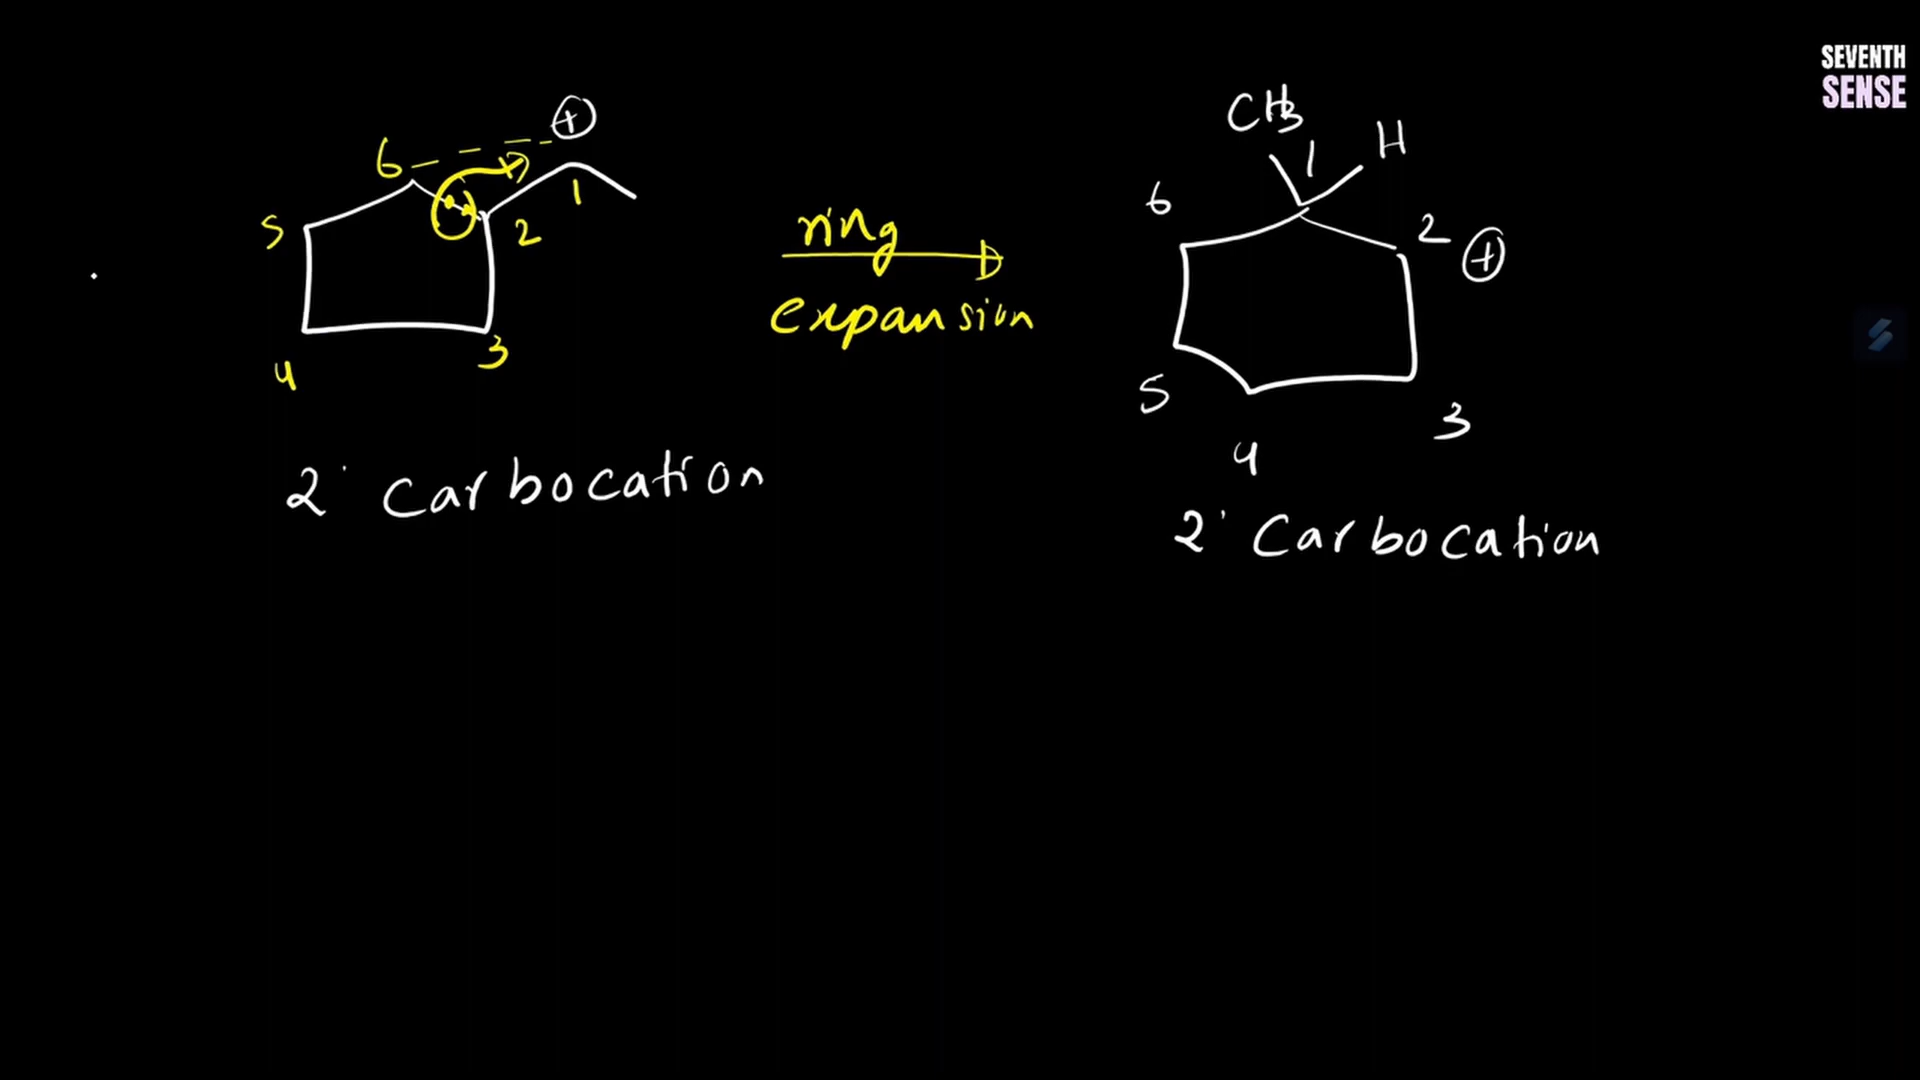 SEVENTH
SENSE
+
6
5
1
2
4
3
2° Carbocation
ring
expansion
CH3
H
1
6
2
+
5
3
4
2° Carbocation